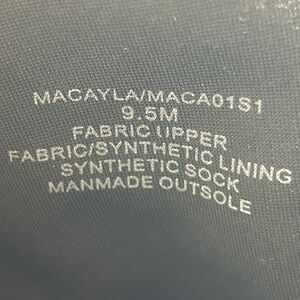 MACAYLA/MACA01S1
9.5M
FABRIC UPPER
FABRIC/SYNTHETIC LINING
SYNTHETIC SOCK
MANMADE OUTSOLE